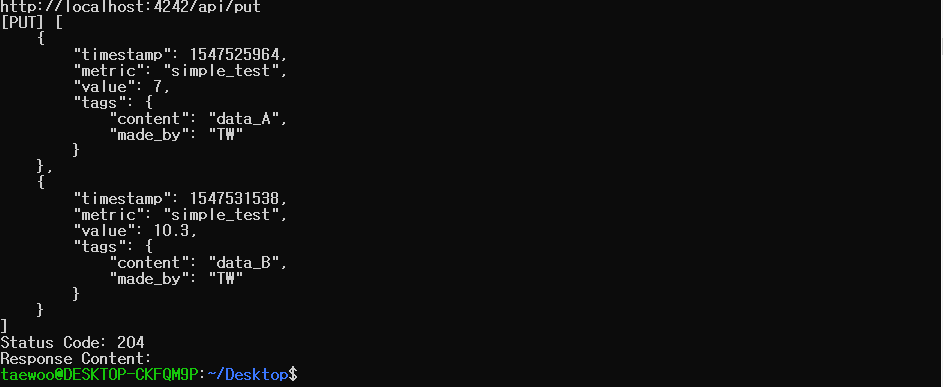 http://localhost:4242/api/put
[PUT] [
    {
        "timestamp": 1547525964,
        "metric": "simple_test",
        "value": 7,
        "tags": {
            "content": "data_A",
            "made_by": "TW"
        }
    },
    {
        "timestamp": 1547531538,
        "metric": "simple_test",
        "value": 10.3,
        "tags": {
            "content": "data_B",
            "made_by": "TW"
        }
    }
]
Status Code: 204
Response Content:
taewoo@DESKTOP-CKFQM9P:~/Desktop$